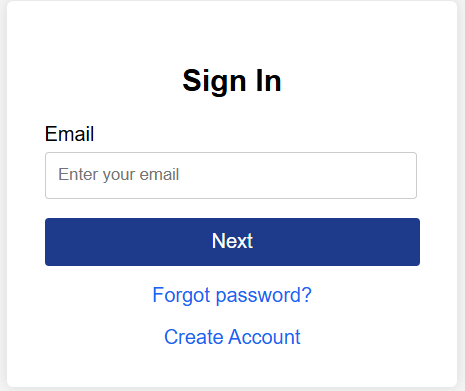 Sign In
Email
Enter your email
Next
Forgot password?
Create Account